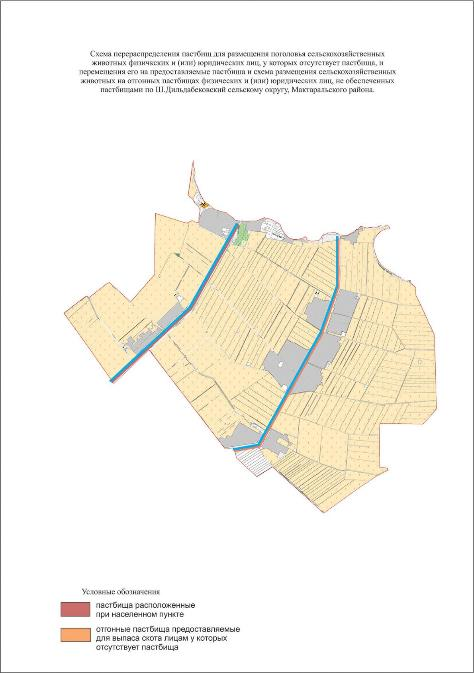 Схема перераспределения пастбищ для размещения поголовья сельскохозяйственных
животных физических и (или) юридических лиц, у которых отсутствует пастбища, и
перемещения его на предоставляемые пастбища и схема размещения сельскохозяйственных
животных на отгонных пастбищах физических и (или) юридических лиц, не обеспеченных
пастбищами по Ш.Дильдабековский сельскому округу, Мактаральского района.
Условные обозначения
пастбища расположенные
при населенном пункте
отгонные пастбища предоставляемые
для выпаса скота лицам у которых
отсутствует пастбища